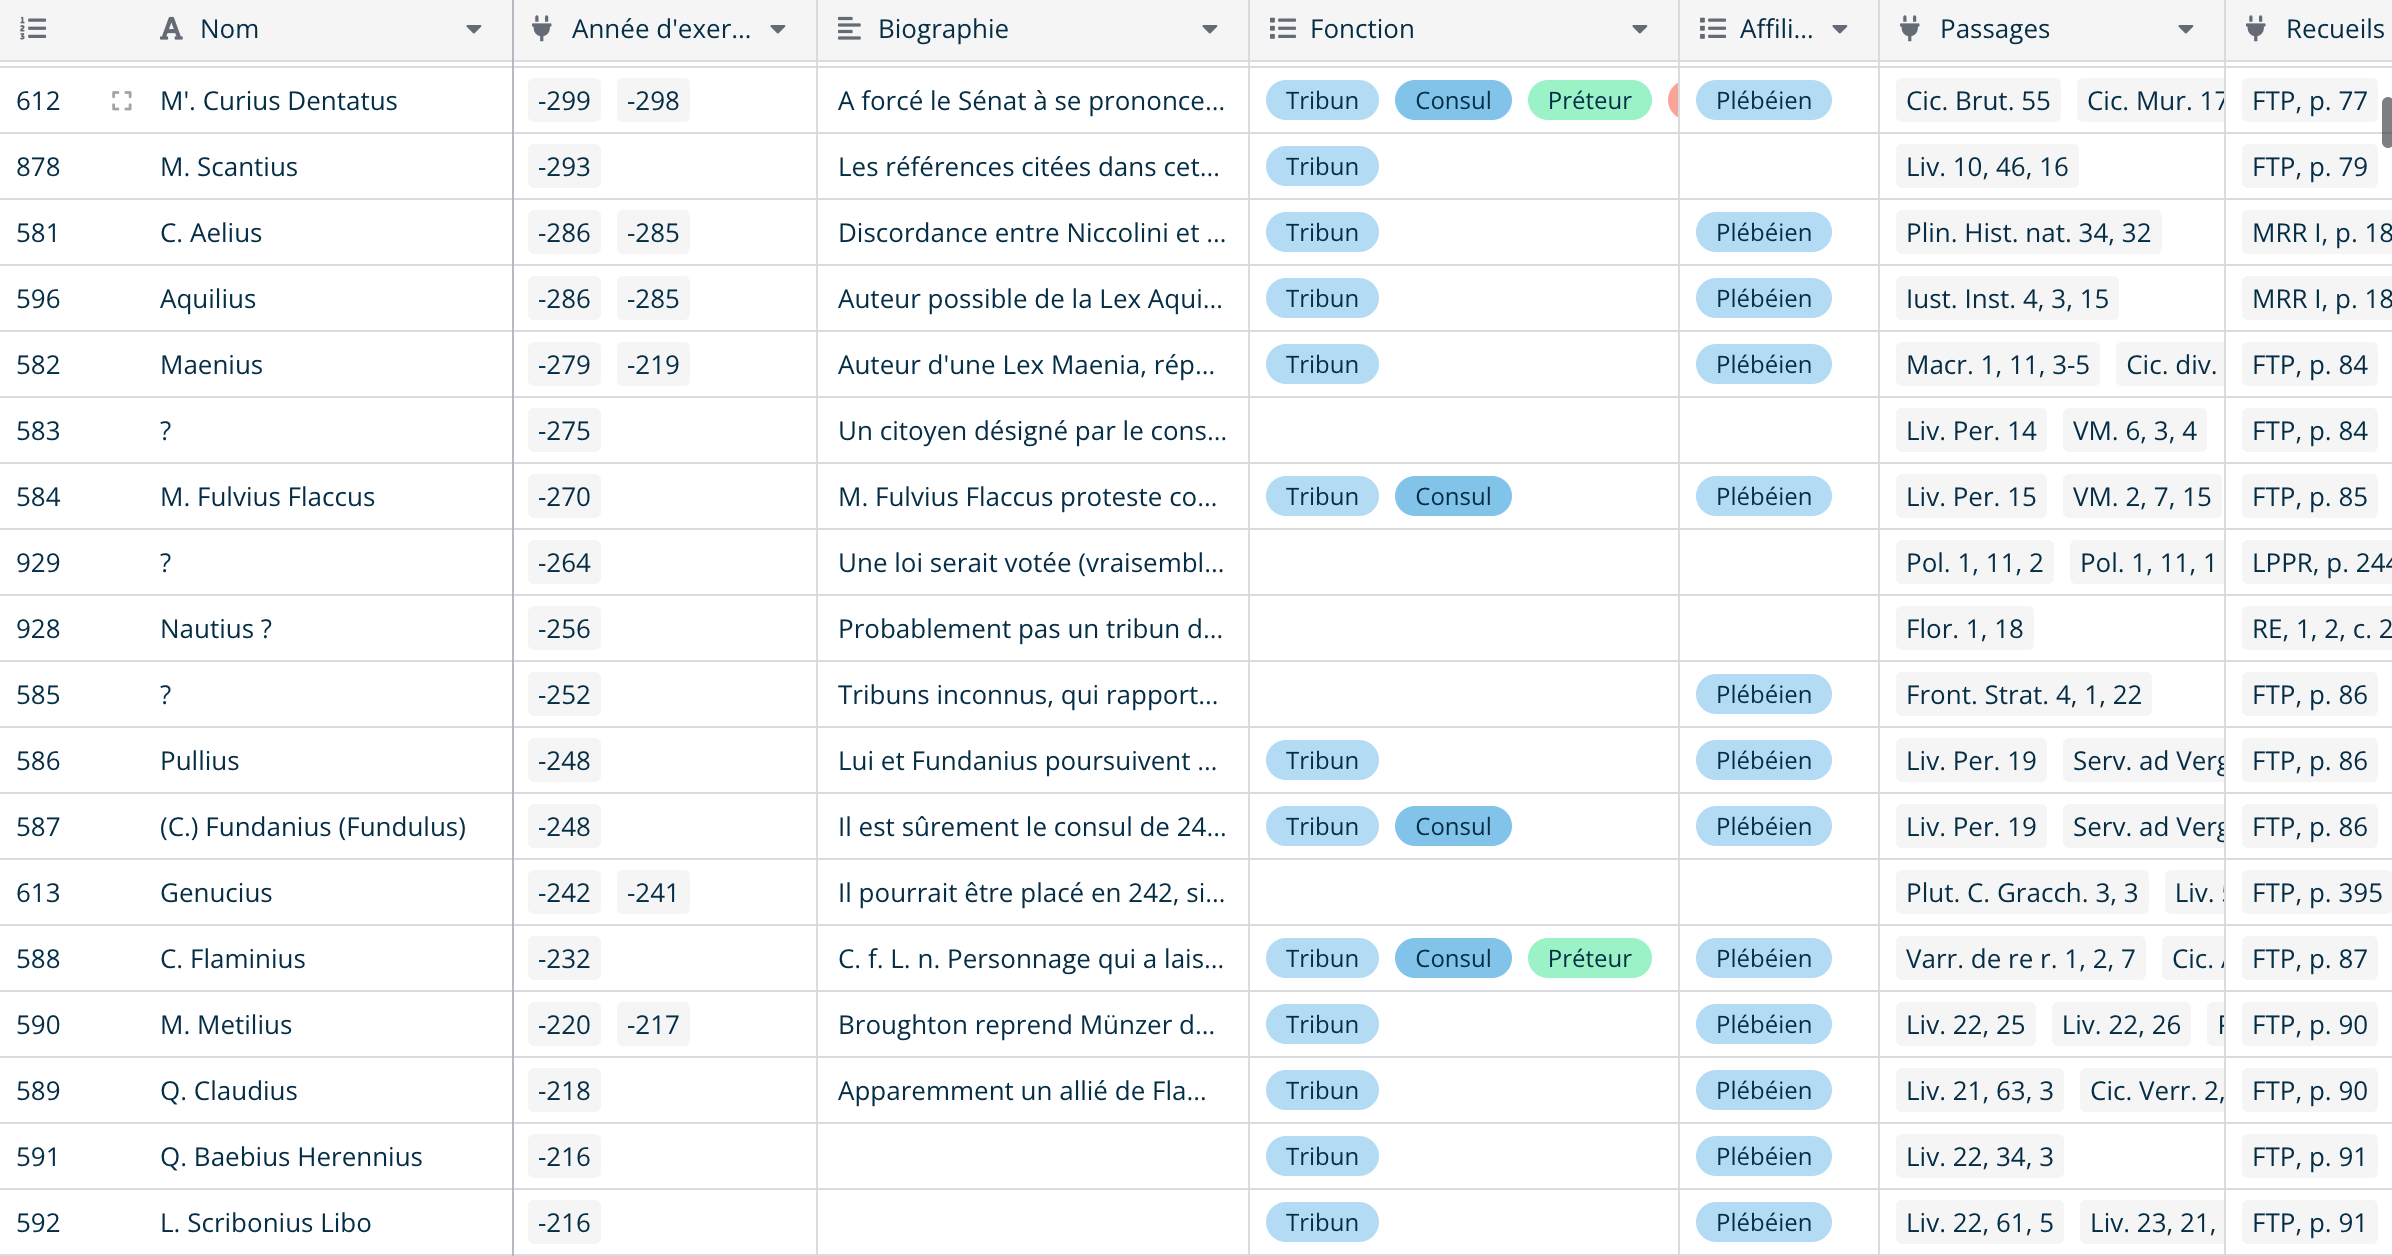 Nom Année d'exer... Biographie Fonction Affili... Passages Recueils
612 M'. Curius Dentatus -299 -298 A forcé le Sénat à se prononce... Tribun Consul Préteur Plébéien Cic. Brut. 55 Cic. Mur. 17 FTP, p. 77
878 M. Scantius -293 Les références citées dans cet... Tribun Liv. 10, 46, 16 FTP, p. 79
581 C. Aelius -286 -285 Discordance entre Niccolini et ... Tribun Plébéien Plin. Hist. nat. 34, 32 MRR I, p. 18
596 Aquilius -286 -285 Auteur possible de la Lex Aqui... Tribun Plébéien Iust. Inst. 4, 3, 15 MRR I, p. 18
582 Maenius -279 -219 Auteur d'une Lex Maenia, rép... Tribun Plébéien Macr. 1, 11, 3-5 Cic. div. FTP, p. 84
583 ? -275 Un citoyen désigné par le cons... Liv. Per. 14 VM. 6, 3, 4 FTP, p. 84
584 M. Fulvius Flaccus -270 M. Fulvius Flaccus proteste co... Tribun Consul Plébéien Liv. Per. 15 VM. 2, 7, 15 FTP, p. 85
929 ? -264 Une loi serait votée (vraisembl... Pol. 1, 11, 2 Pol. 1, 11, 1 LPPR, p. 244
928 Nautius ? -256 Probablement pas un tribun d... Flor. 1, 18 RE, 1, 2, c. 2
585 ? -252 Tribuns inconnus, qui rapport... Plébéien Front. Strat. 4, 1, 22 FTP, p. 86
586 Pullius -248 Lui et Fundanius poursuivent ... Tribun Plébéien Liv. Per. 19 Serv. ad Verg FTP, p. 86
587 (C.) Fundanius (Fundulus) -248 Il est sûrement le consul de 24... Tribun Consul Plébéien Liv. Per. 19 Serv. ad Verg FTP, p. 86
613 Genucius -242 -241 Il pourrait être placé en 242, si... Plut. C. Gracch. 3, 3 Liv. FTP, p. 395
588 C. Flaminius -232 C. f. L. n. Personnage qui a lais... Tribun Consul Préteur Plébéien Varr. de re r. 1, 2, 7 Cic. FTP, p. 87
590 M. Metilius -220 -217 Broughton reprend Münzer d... Tribun Plébéien Liv. 22, 25 Liv. 22, 26 FTP, p. 90
589 Q. Claudius -218 Apparemment un allié de Fla... Tribun Plébéien Liv. 21, 63, 3 Cic. Verr. 2, FTP, p. 90
591 Q. Baebius Herennius -216 Tribun Plébéien Liv. 22, 34, 3 FTP, p. 91
592 L. Scribonius Libo -216 Tribun Plébéien Liv. 22, 61, 5 Liv. 23, 21, FTP, p. 91